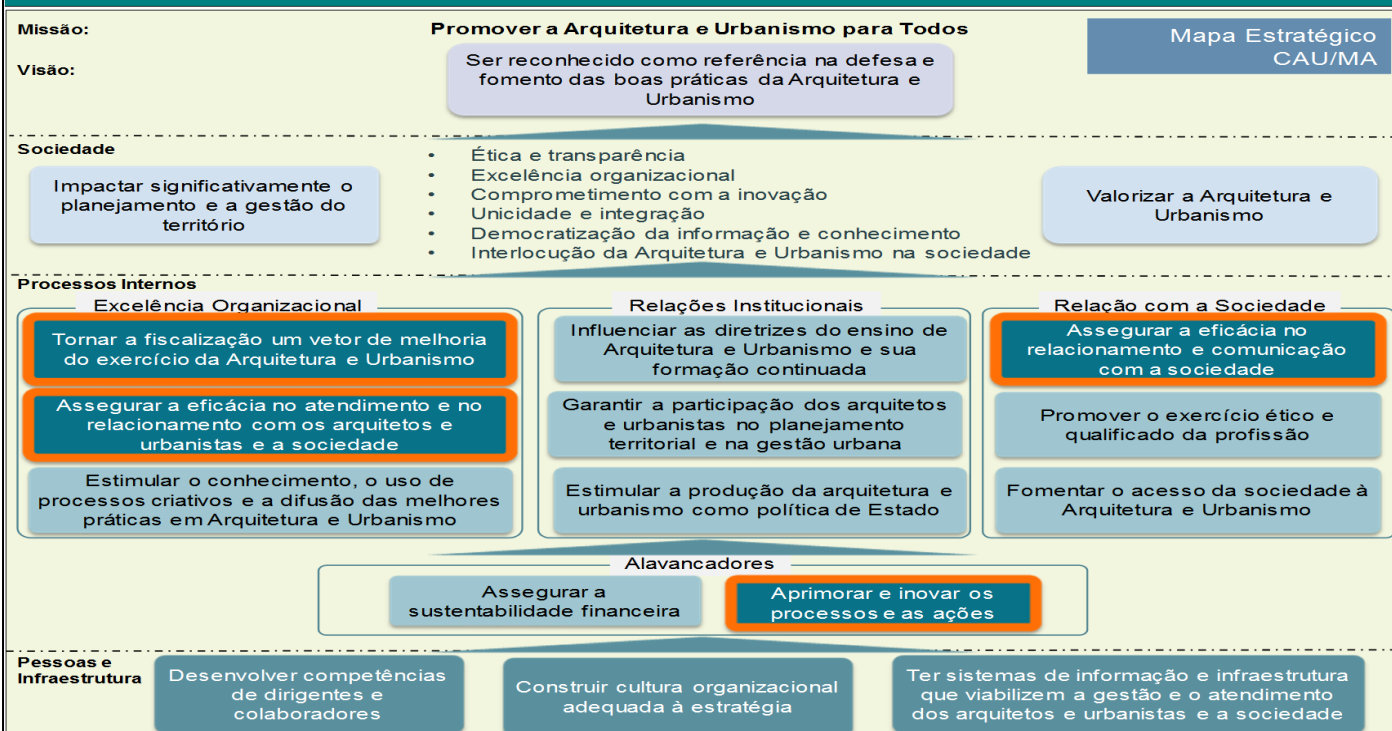 Missão:
Promover a Arquitetura e Urbanismo para Todos
Mapa Estratégico
CAU/MA
Visão:
Ser reconhecido como referência na defesa e
fomento das boas práticas da Arquitetura e
Urbanismo
Sociedade
Impactar significativamente o
planejamento e a gestão do
território
• Ética e transparência
• Excelência organizacional
• Comprometimento com a inovação
• Unicidade e integração
• Democratização da informação e conhecimento
• Interlocução da Arquitetura e Urbanismo na sociedade
Valorizar a Arquitetura e
Urbanismo
Processos Internos
Excelência Organizacional
Tornar a fiscalização um vetor de melhoria
do exercício da Arquitetura e Urbanismo
Assegurar a eficácia no atendimento e no
relacionamento com os arquitetos e
urbanistas e a sociedade
Estimular o conhecimento, o uso de
processos criativos e a difusão das melhores
práticas em Arquitetura e Urbanismo
Relações Institucionais
Influenciar as diretrizes do ensino de
Arquitetura e Urbanismo e sua
formação continuada
Garantir a participação dos arquitetos
e urbanistas no planejamento
territorial e na gestão urbana
Estimular a produção da arquitetura e
urbanismo como política de Estado
Relação com a Sociedade
Assegurar a eficácia no
relacionamento e comunicação
com a sociedade
Promover o exercício ético e
qualificado da profissão
Fomentar o acesso da sociedade à
Arquitetura e Urbanismo
Alavancadores
Assegurar a
sustentabilidade financeira
Aprimorar e inovar os
processos e as ações
Pessoas e
Infraestrutura
Desenvolver competências
de dirigentes e
colaboradores
Construir cultura organizacional
adequada à estratégia
Ter sistemas de informação e infraestrutura
que viabilizem a gestão e o atendimento
dos arquitetos e urbanistas e a sociedade